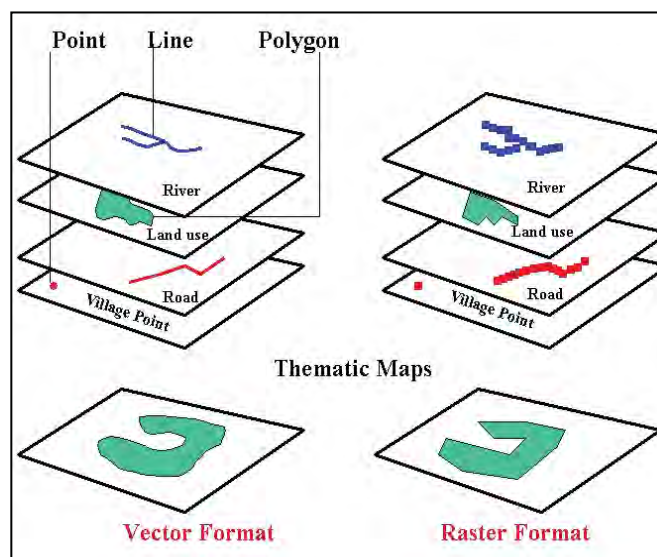 Point Line Polygon
River River
Land use Land use
Road Road
Village Point Village Point
Thematic Maps
Vector Format Raster Format